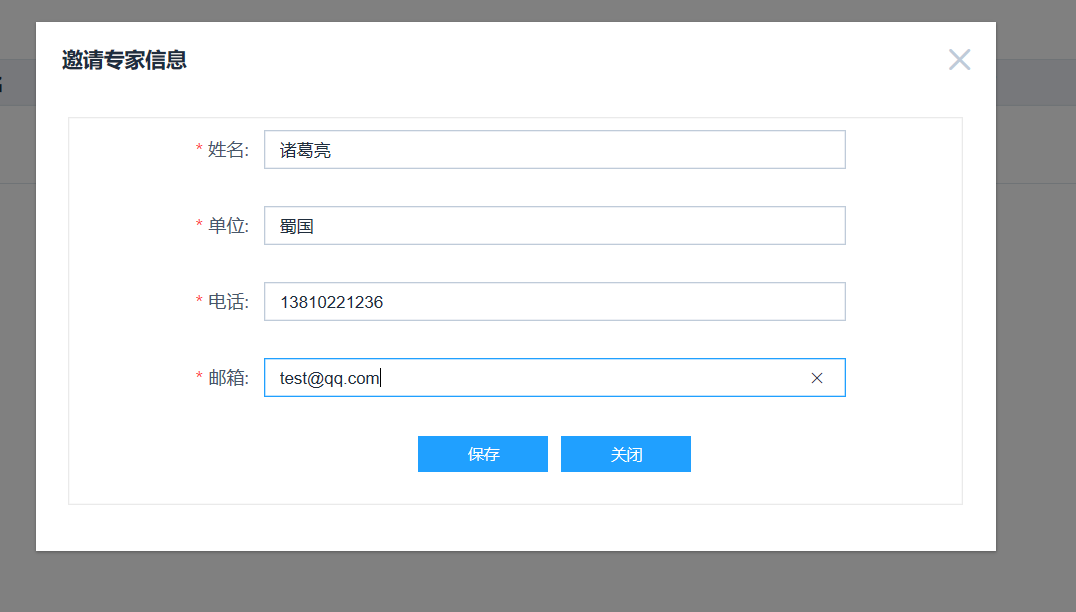 邀请专家信息
* 姓名: 诸葛亮
* 单位: 蜀国
* 电话: 13810221236
* 邮箱: test@qq.com
保存 关闭